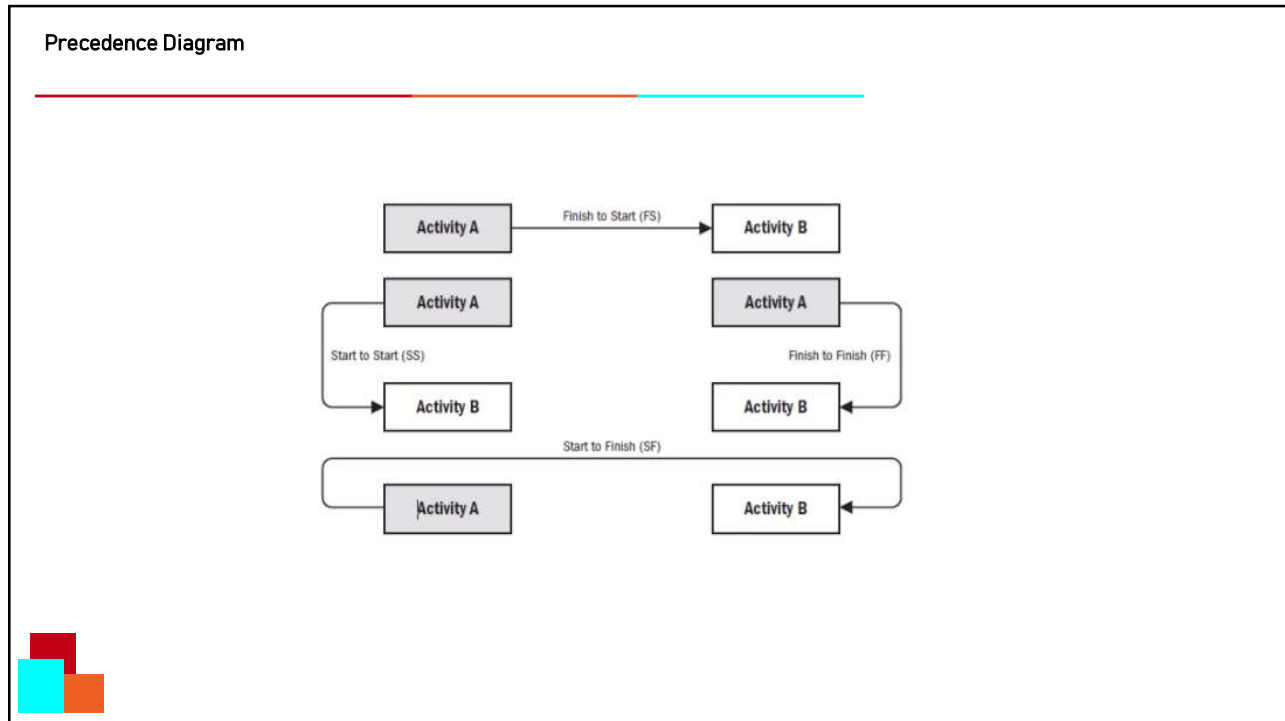 Precedence Diagram
Activity A
Finish to Start (FS)
Activity B
Activity A
Activity A
Start to Start (SS)
Finish to Finish (FF)
Activity B
Activity B
Start to Finish (SF)
Activity A
Activity B